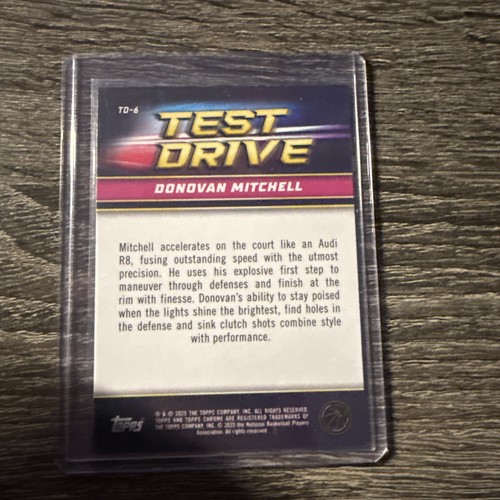 TD-6
TEST
DRIVE
DONOVAN MITCHELL
Mitchell accelerates on the court like an Audi
R8, fusing outstanding speed with the utmost
precision. He uses his explosive first step to
maneuver through defenses and finish at the
rim with finesse. Donovan's ability to stay poised
when the lights shine the brightest, find holes in
the defense and sink clutch shots combine style
with performance.
® & © 2025 THE TOPPS COMPANY, INC. ALL RIGHTS RESERVED.
TOPPS AND TOPPS CHROME ARE REGISTERED TRADEMARKS OF
THE TOPPS COMPANY, INC. © 2025 the National Basketball Players
Association. All rights reserved.
Topps